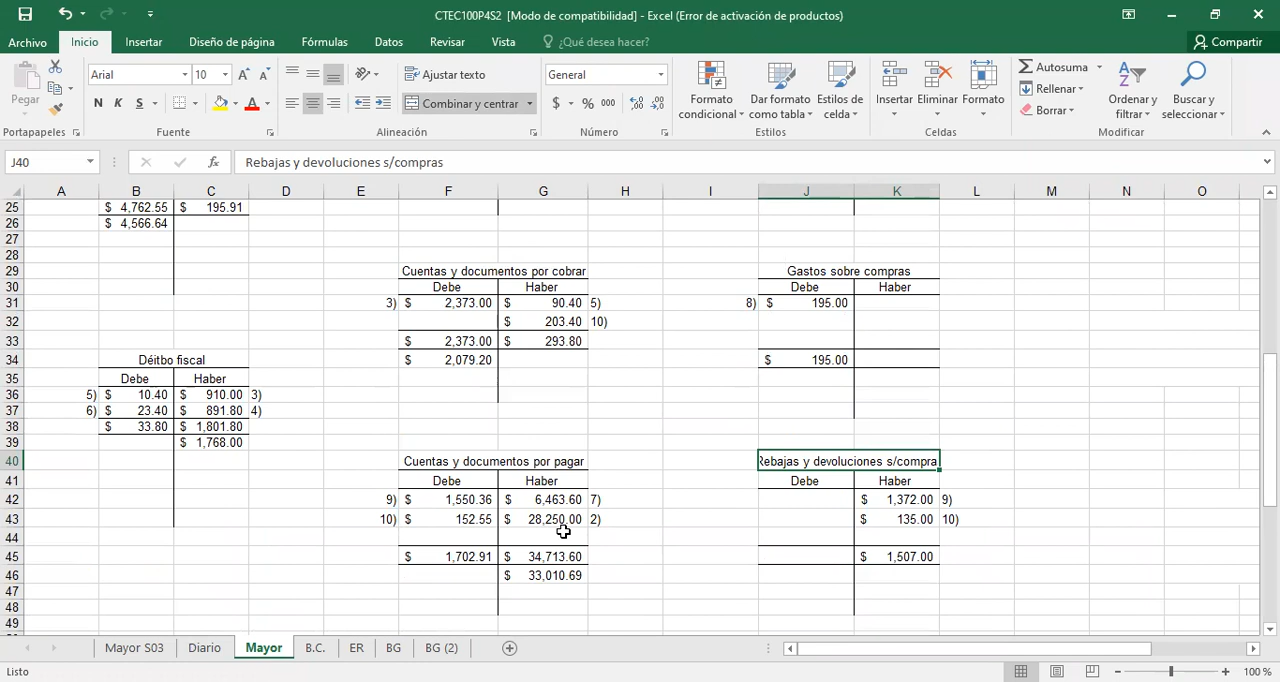 CTEC100P4S2 [Modo de compatibilidad] - Excel (Error de activación de productos)
Archivo Inicio Insertar Diseño de página Fórmulas Datos Revisar Vista ¿Qué desea hacer? Compartir
Pegar
Arial 10
Ajustar texto
General
N K S
Combinar y centrar
$ % 000
Formato condicional
Dar formato como tabla
Estilos de celda
Insertar Eliminar Formato
Autosuma
Rellenar
Borrar
Ordenar y filtrar
Buscar y seleccionar
Portapapeles Fuente Alineación Número Estilos Celdas Modificar
J40 fx Rebajas y devoluciones s/compras
A B C D E F G H I J K L M N O
25 $ 4,762.55 $ 195.91
26 $ 4,566.64
27
28
29 Cuentas y documentos por cobrar Gastos sobre compras
30 Debe Haber Debe Haber
31 3) $ 2,373.00 $ 90.40 5) 8) $ 195.00
32 $ 203.40 10)
33 $ 2,373.00 $ 293.80
34 Déitbo fiscal $ 2,079.20 $ 195.00
35 Debe Haber
36 5) $ 10.40 $ 910.00 3)
37 6) $ 23.40 $ 891.80 4)
38 $ 33.80 $ 1,801.80
39 $ 1,768.00
40 Cuentas y documentos por pagar Rebajas y devoluciones s/compra
41 Debe Haber Debe Haber
42 9) $ 1,550.36 $ 6,463.60 7) $ 1,372.00 9)
43 10) $ 152.55 $ 28,250.00 2) $ 135.00 10)
44
45 $ 1,702.91 $ 34,713.60 $ 1,507.00
46 $ 33,010.69
47
48
49
Mayor S03 Diario Mayor B.C. ER BG BG (2)
Listo 100 %